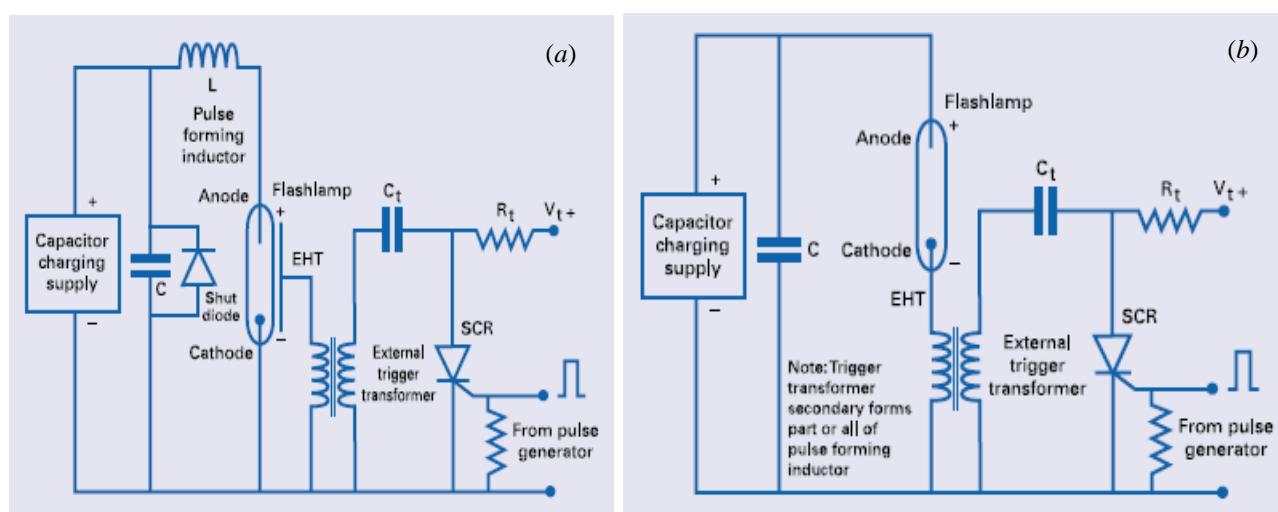 (a)
L
Pulse
forming
inductor
Anode
Flashlamp
+
Ct
Rt
Vt+
+
Capacitor
charging
supply
–
C
Shut
diode
EHT
Cathode
–
External
trigger
transformer
SCR
From pulse
generator
(b)
Flashlamp
+
Anode
Ct
Rt
Vt+
+
Capacitor
charging
supply
–
C
Cathode
–
EHT
SCR
External
trigger
transformer
Note: Trigger
transformer
secondary forms
part or all of
pulse forming
inductor
From pulse
generator